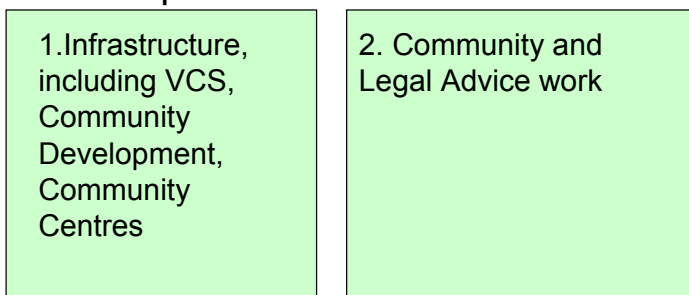 1.Infrastructure,
including VCS,
Community
Development,
Community
Centres
2. Community and
Legal Advice work